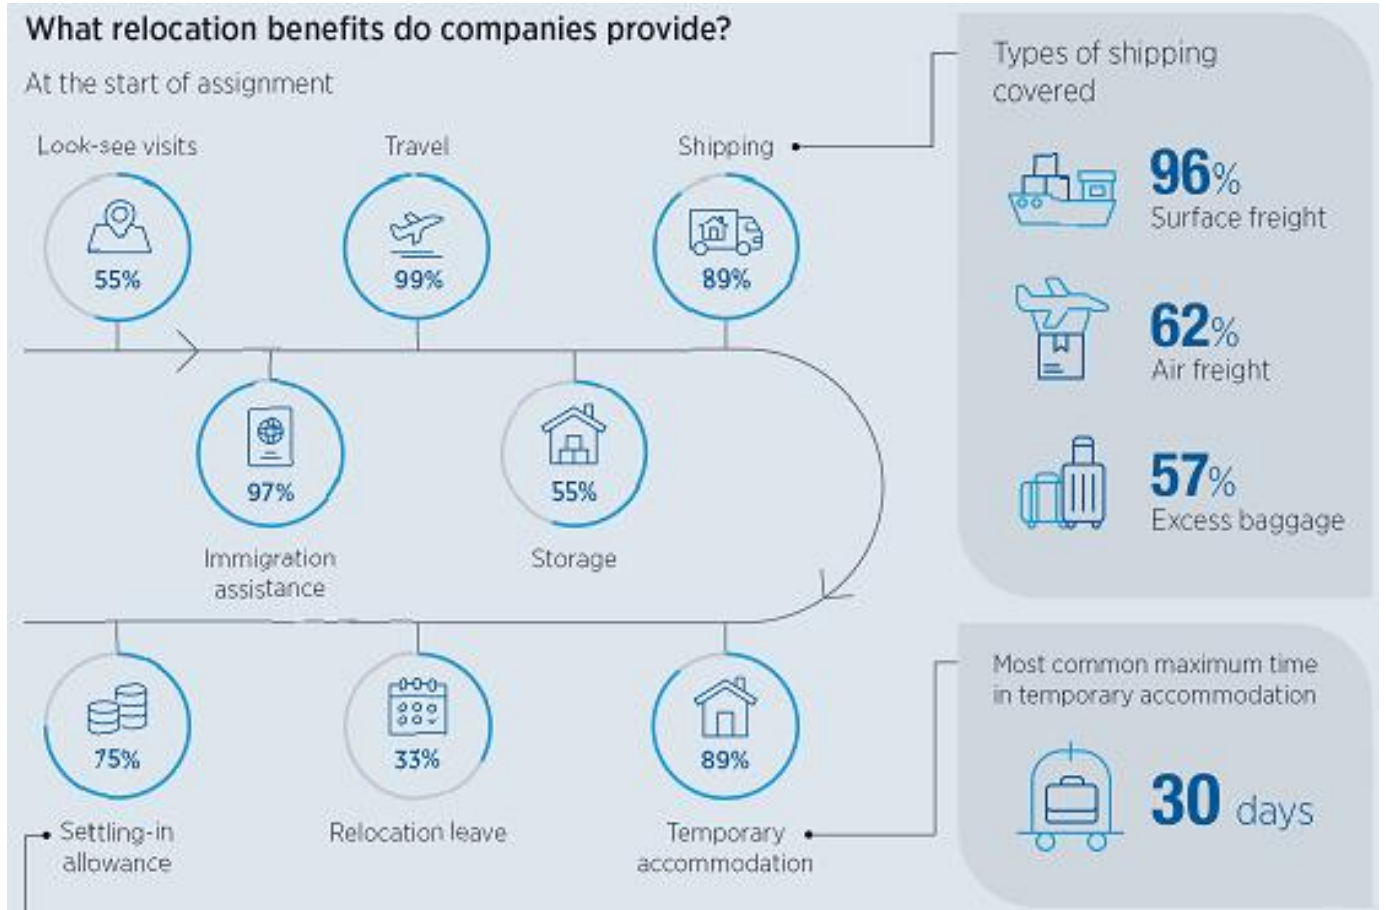 What relocation benefits do companies provide?
At the start of assignment
Look-see visits
55%
Travel
99%
Shipping
89%
97%
Immigration
assistance
55%
Storage
75%
Settling-in
allowance
33%
Relocation leave
89%
Temporary
accommodation
Types of shipping
covered
96%
Surface freight
62%
Air freight
57%
Excess baggage
Most common maximum time
in temporary accommodation
30 days